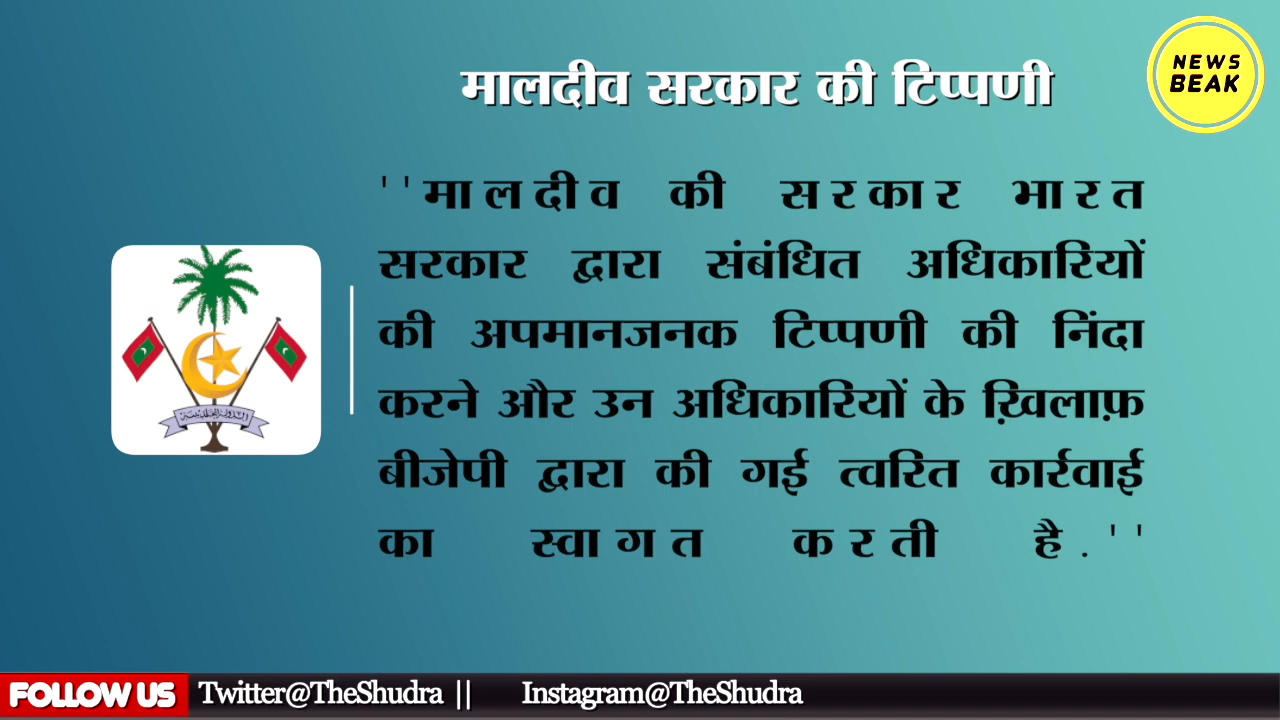 मालदीव सरकार की टिप्पणी
NEWS
BEAK
''मालदीव की सरकार भारत
सरकार द्वारा संबंधित अधिकारियों
की अपमानजनक टिप्पणी की निंदा
करने और उन अधिकारियों के ख़िलाफ़
बीजेपी द्वारा की गई त्वरित कार्रवाई
का स्वागत करती है.''
FOLLOW US Twitter@TheShudra || Instagram@TheShudra